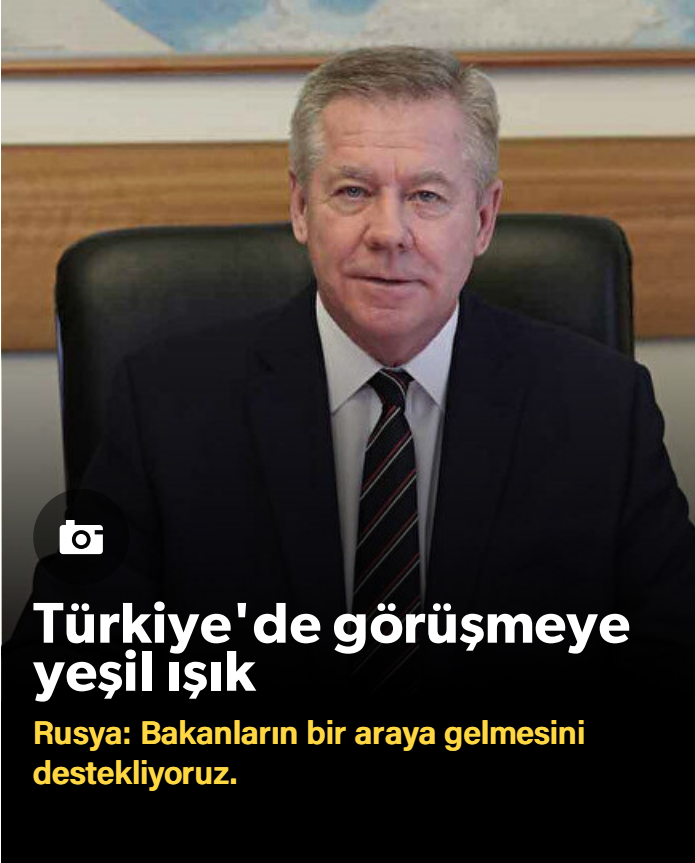 Türkiye'de görüşmeye
yeşil ışık
Rusya: Bakanların bir araya gelmesini
destekliyoruz.